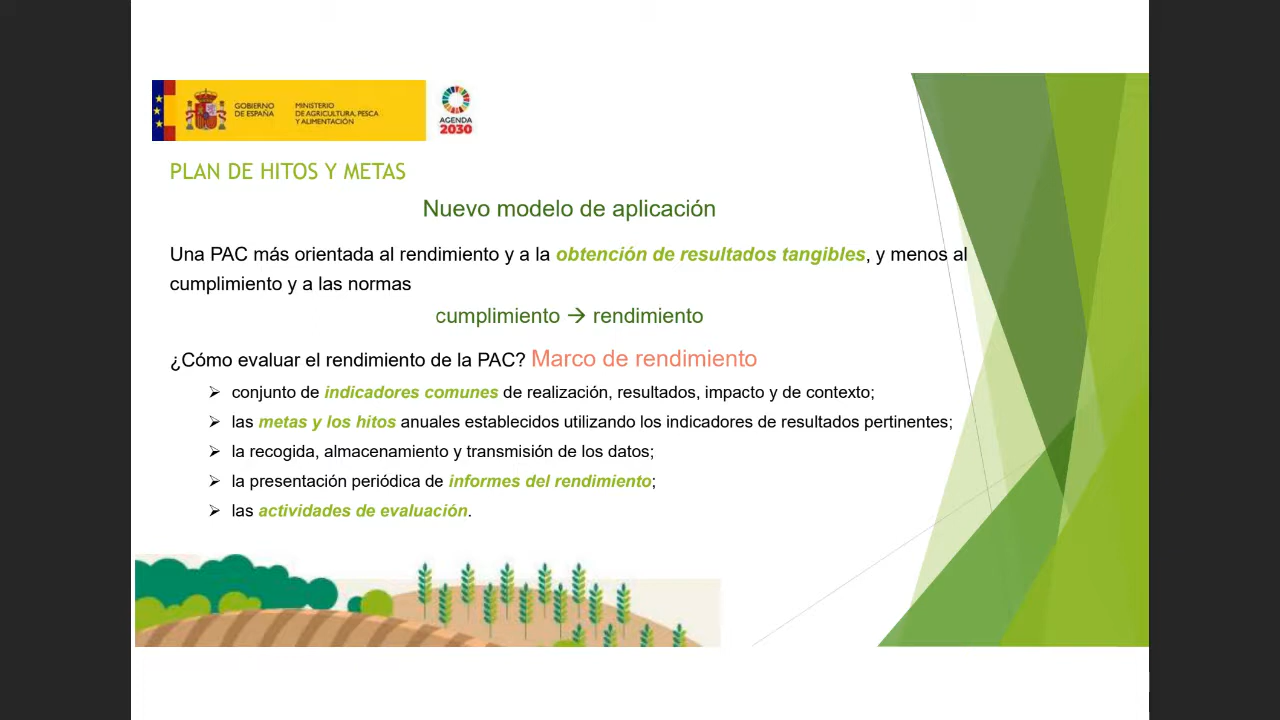 GOBIERNO
DE ESPAÑA
MINISTERIO
DE AGRICULTURA, PESCA
Y ALIMENTACIÓN
AGENDA
2030
PLAN DE HITOS Y METAS
Nuevo modelo de aplicación
Una PAC más orientada al rendimiento y a la obtención de resultados tangibles, y menos al
cumplimiento y a las normas
cumplimiento → rendimiento
¿Cómo evaluar el rendimiento de la PAC? Marco de rendimiento
➢ conjunto de indicadores comunes de realización, resultados, impacto y de contexto;
➢ las metas y los hitos anuales establecidos utilizando los indicadores de resultados pertinentes;
➢ la recogida, almacenamiento y transmisión de los datos;
➢ la presentación periódica de informes del rendimiento;
➢ las actividades de evaluación.